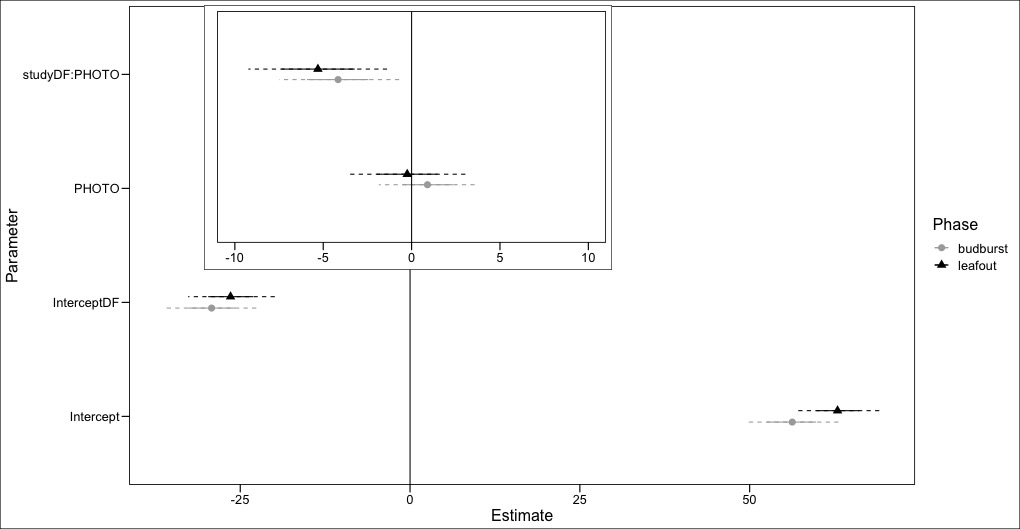 studyDF:PHOTO
PHOTO
InterceptDF
Intercept
Parameter
-10 -5 0 5 10
-25 0 25 50
Estimate
Phase
budburst
leafout